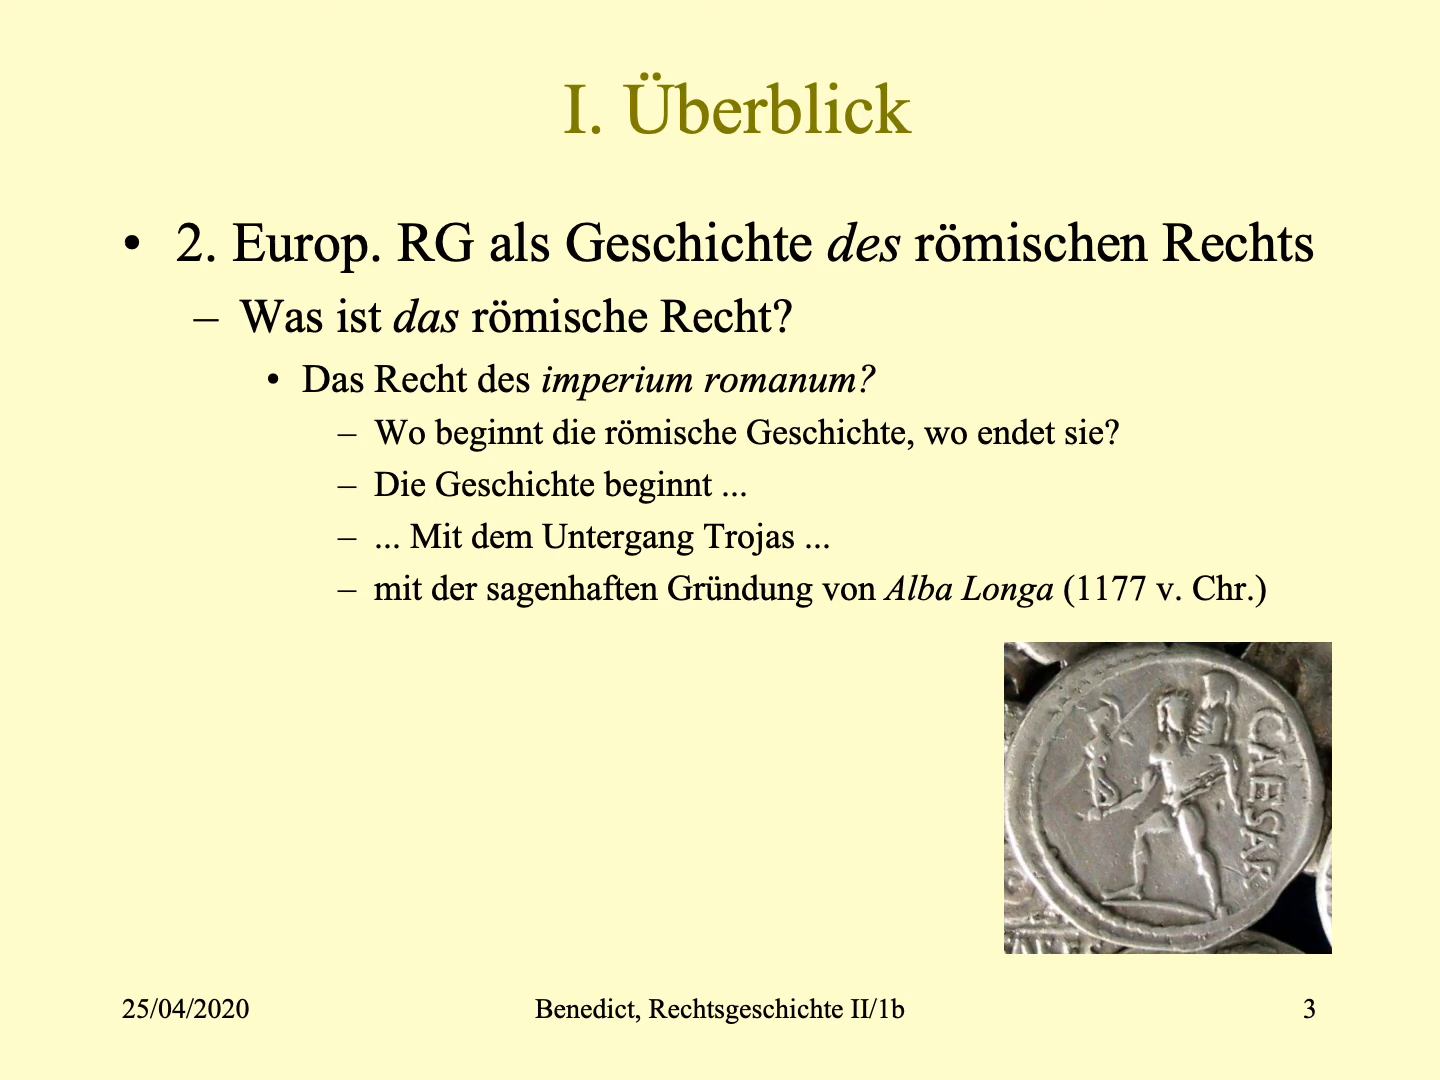 I. Überblick
• 2. Europ. RG als Geschichte des römischen Rechts
– Was ist das römische Recht?
• Das Recht des imperium romanum?
– Wo beginnt die römische Geschichte, wo endet sie?
– Die Geschichte beginnt ...
– ... Mit dem Untergang Trojas ...
– mit der sagenhaften Gründung von Alba Longa (1177 v. Chr.)
CAESAR
25/04/2020
Benedict, Rechtsgeschichte II/1b
3